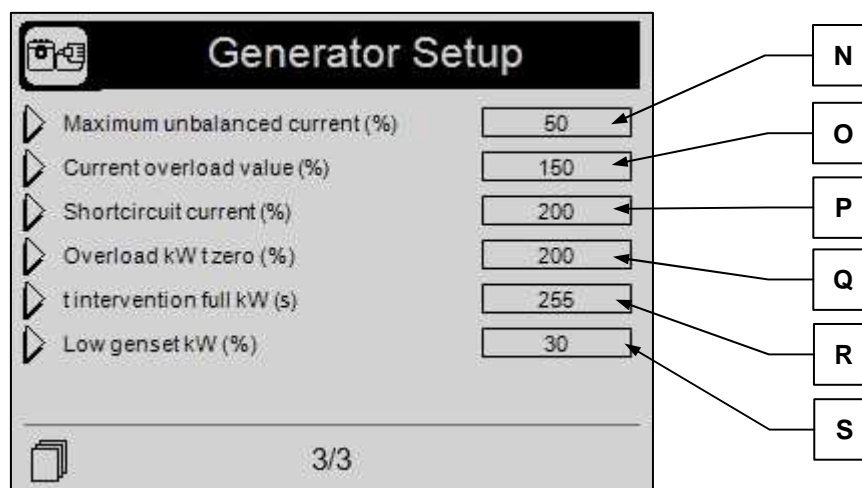 Generator Setup
Maximum unbalanced current (%) 50 N
Current overload value (%) 150 O
Shortcircuit current (%) 200 P
Overload kW t zero (%) 200 Q
t intervention full kW (s) 255 R
Low genset kW (%) 30 S
3/3